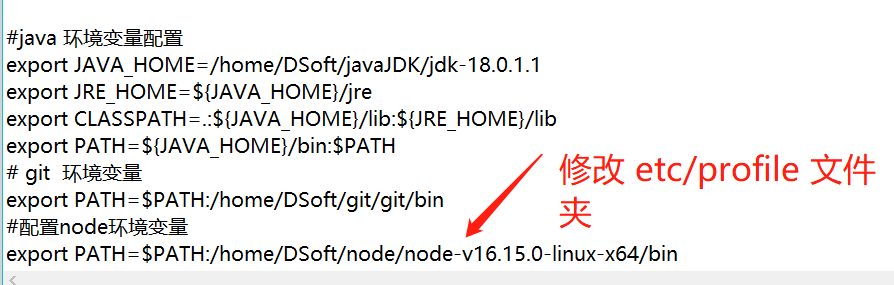 #java 环境变量配置
export JAVA_HOME=/home/DSoft/javaJDK/jdk-18.0.1.1
export JRE_HOME=${JAVA_HOME}/jre
export CLASSPATH=.:${JAVA_HOME}/lib:${JRE_HOME}/lib
export PATH=${JAVA_HOME}/bin:$PATH
# git  环境变量
export PATH=$PATH:/home/DSoft/git/git/bin
#配置node环境变量
export PATH=$PATH:/home/DSoft/node/node-v16.15.0-linux-x64/bin
修改 etc/profile 文件
夹